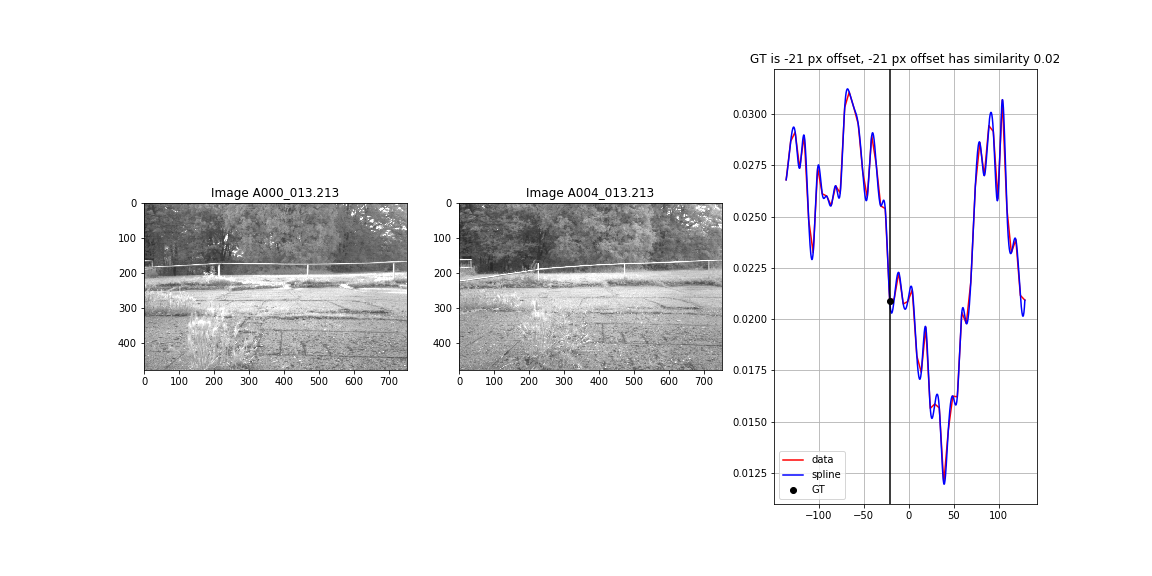 GT is -21 px offset, -21 px offset has similarity 0.02
Image A000_013.213
Image A004_013.213
0
100
200
300
400
0 100 200 300 400 500 600 700
0
100
200
300
400
0 100 200 300 400 500 600 700
0.0300
0.0275
0.0250
0.0225
0.0200
0.0175
0.0150
0.0125
data
spline
GT
−100 −50 0 50 100